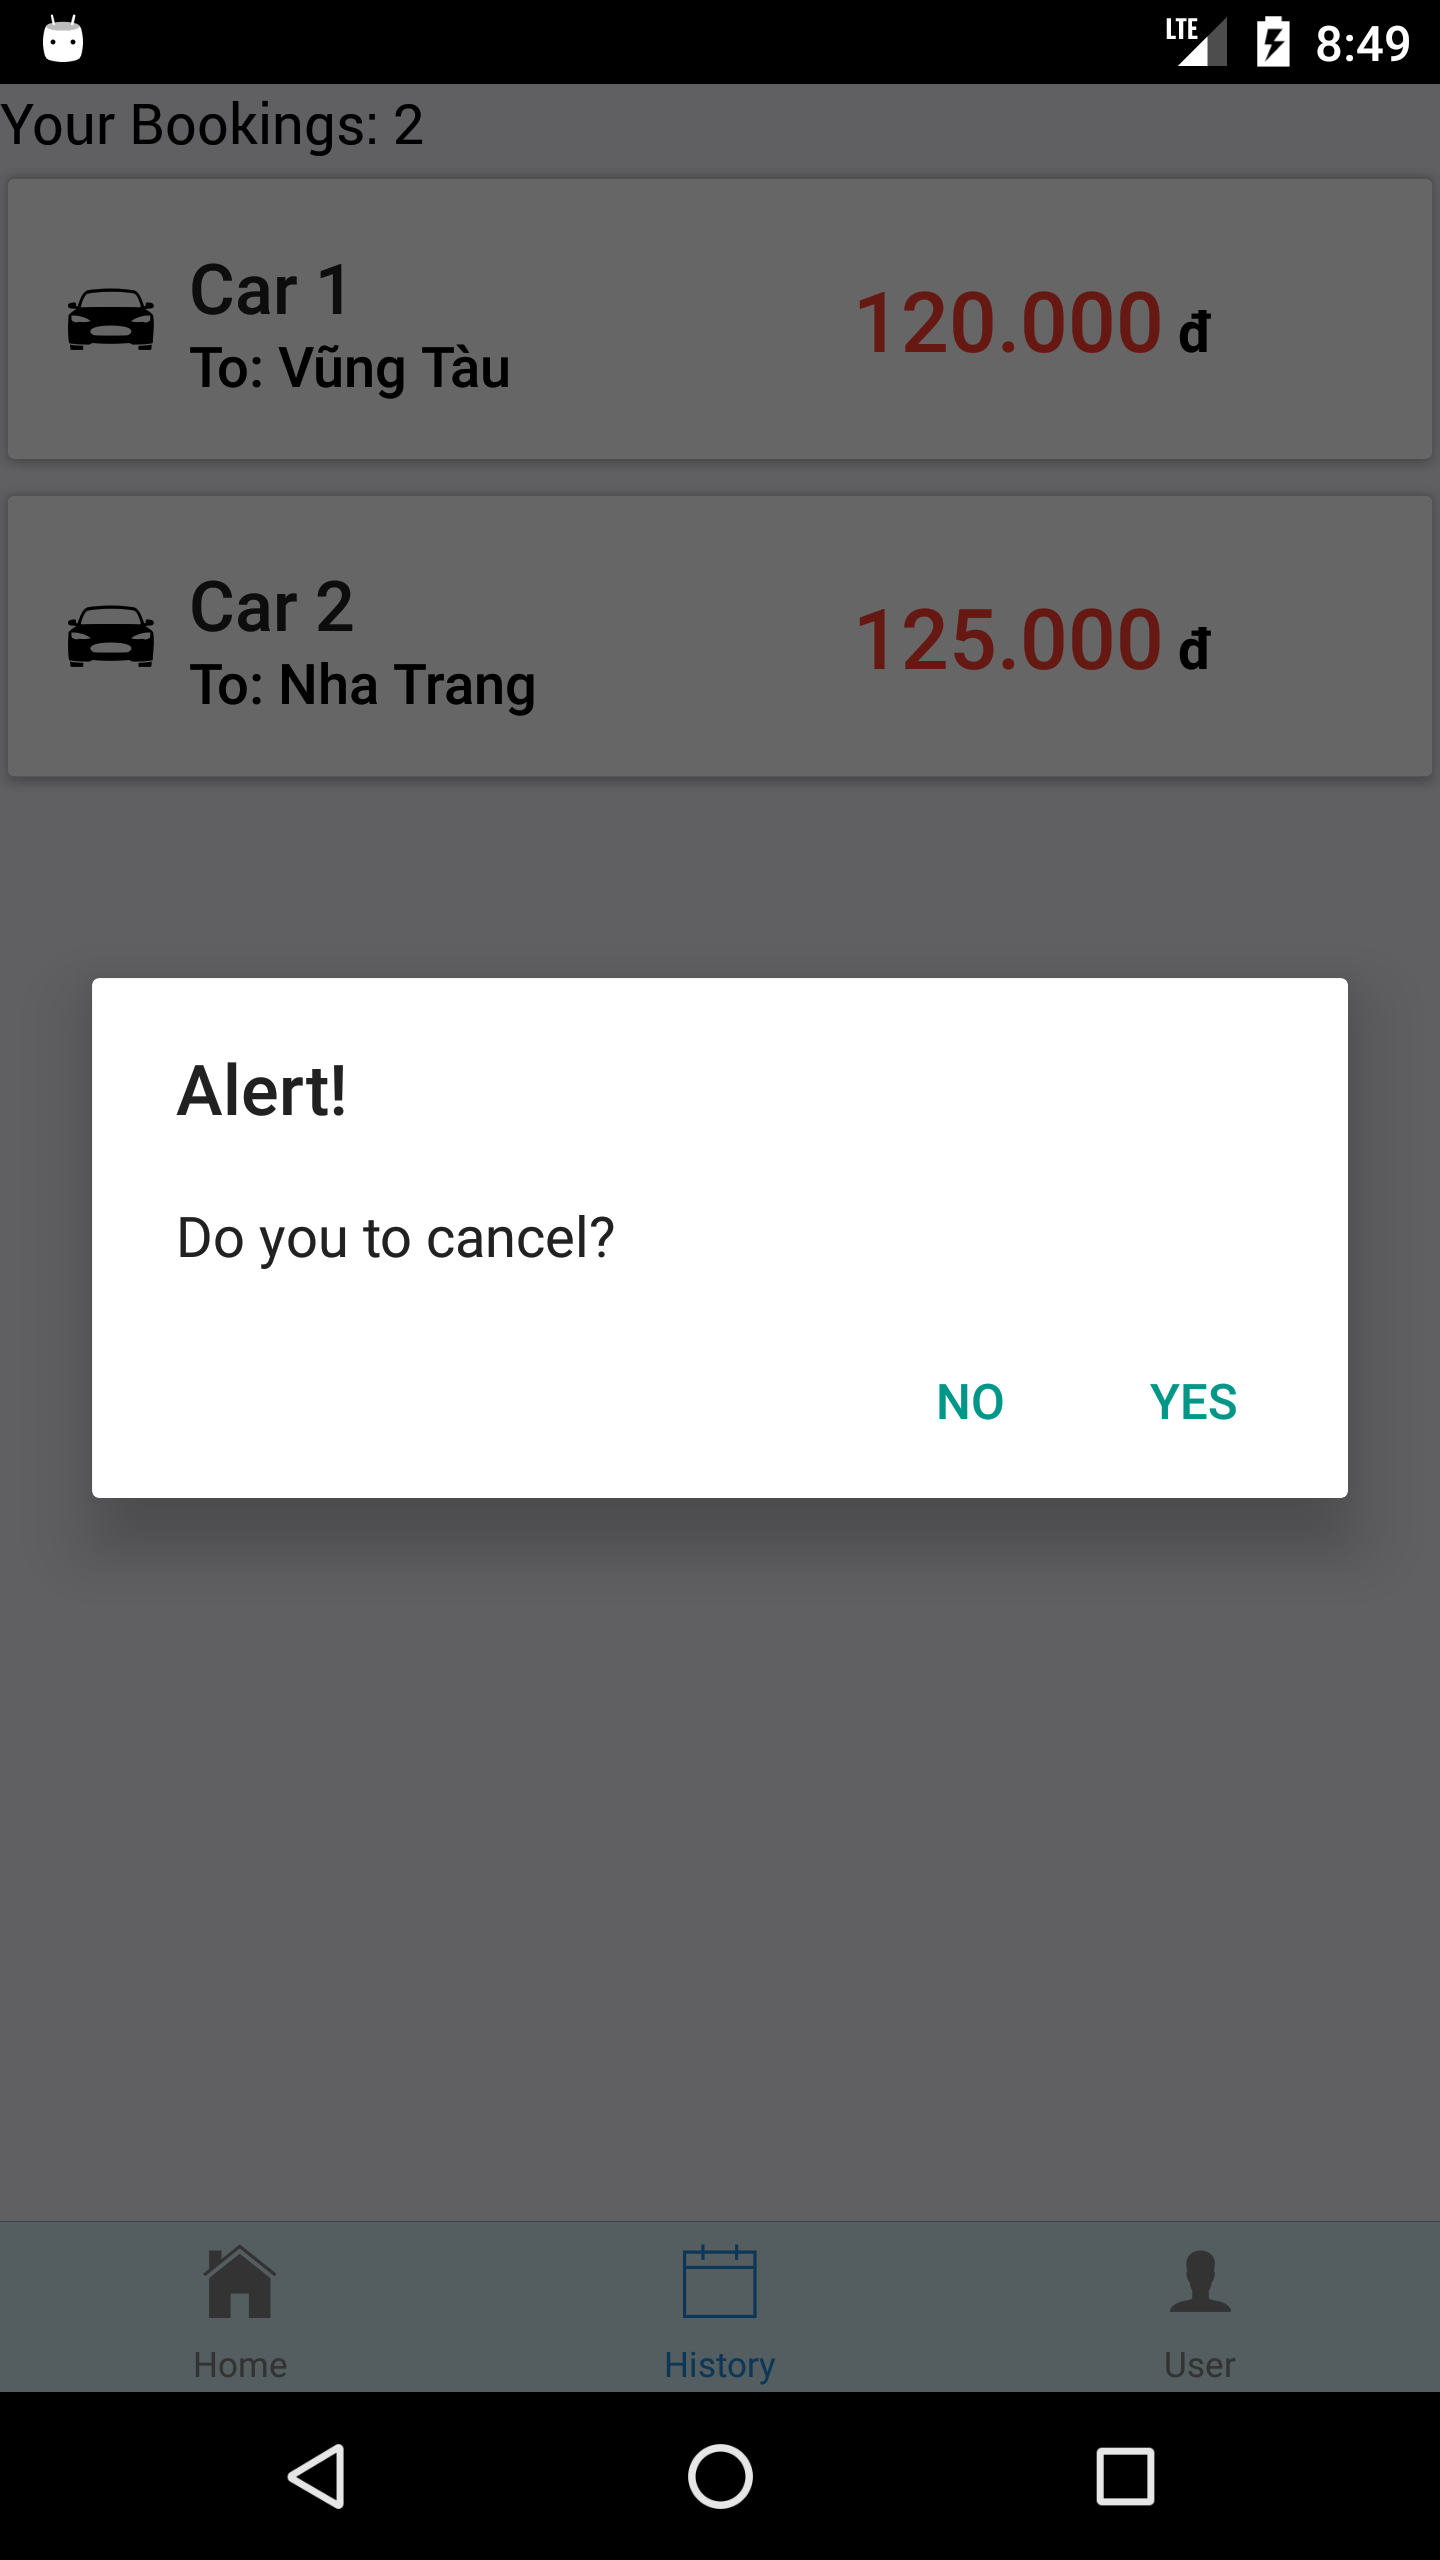 LTE 8:49
Your Bookings: 2
Car 1
To: Vũng Tàu
120.000 đ
Car 2
To: Nha Trang
125.000 đ
Alert!
Do you to cancel?
NO YES
Home History User